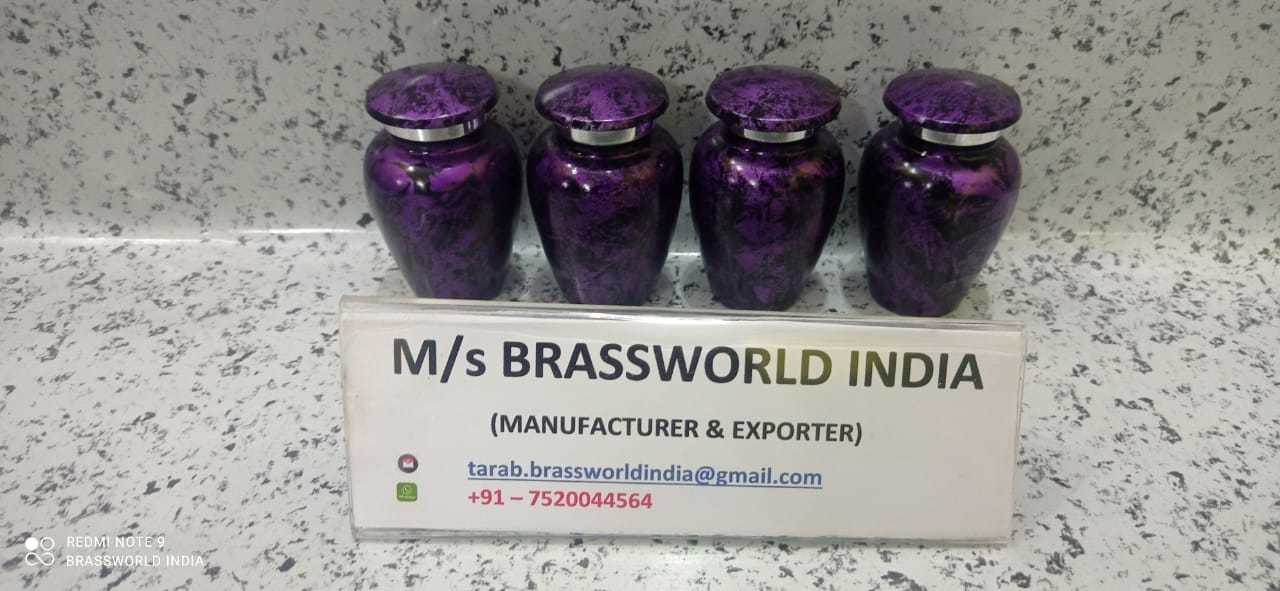 M/s BRASSWORLD INDIA
(MANUFACTURER & EXPORTER)
tarab.brassworldindia@gmail.com
+91 – 7520044564
REDMI NOTE 9
BRASSWORLD INDIA